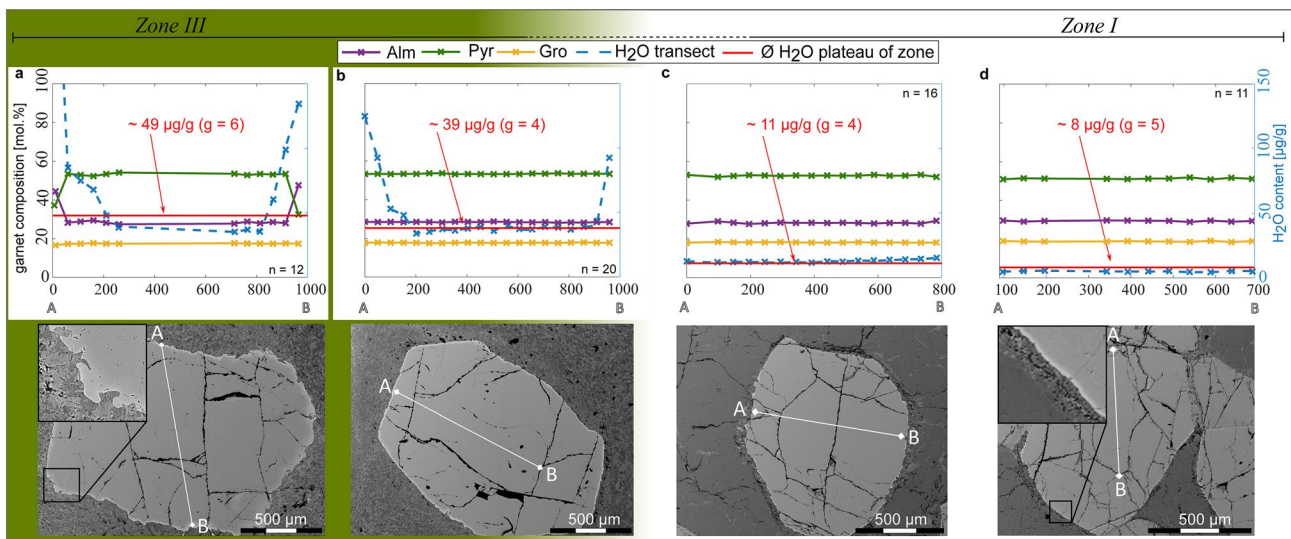 Zone III
Zone I
Alm Pyr Gro H2O transect Ø H2O plateau of zone
a
b
c
d
100
80
60
40
20
0
garnet composition [mol.%]
~ 49 µg/g (g = 6)
n = 12
0 200 400 600 800 1000
A B
~ 39 µg/g (g = 4)
n = 20
0 200 400 600 800 1000
A B
n = 16
~ 11 µg/g (g = 4)
0 200 400 600 800
A B
n = 11
~ 8 µg/g (g = 5)
100 200 300 400 500 600 700
A B
150
100
50
0
H2O content [µg/g]
A
B
500 µm
A
B
500 µm
A
B
500 µm
A
B
500 µm